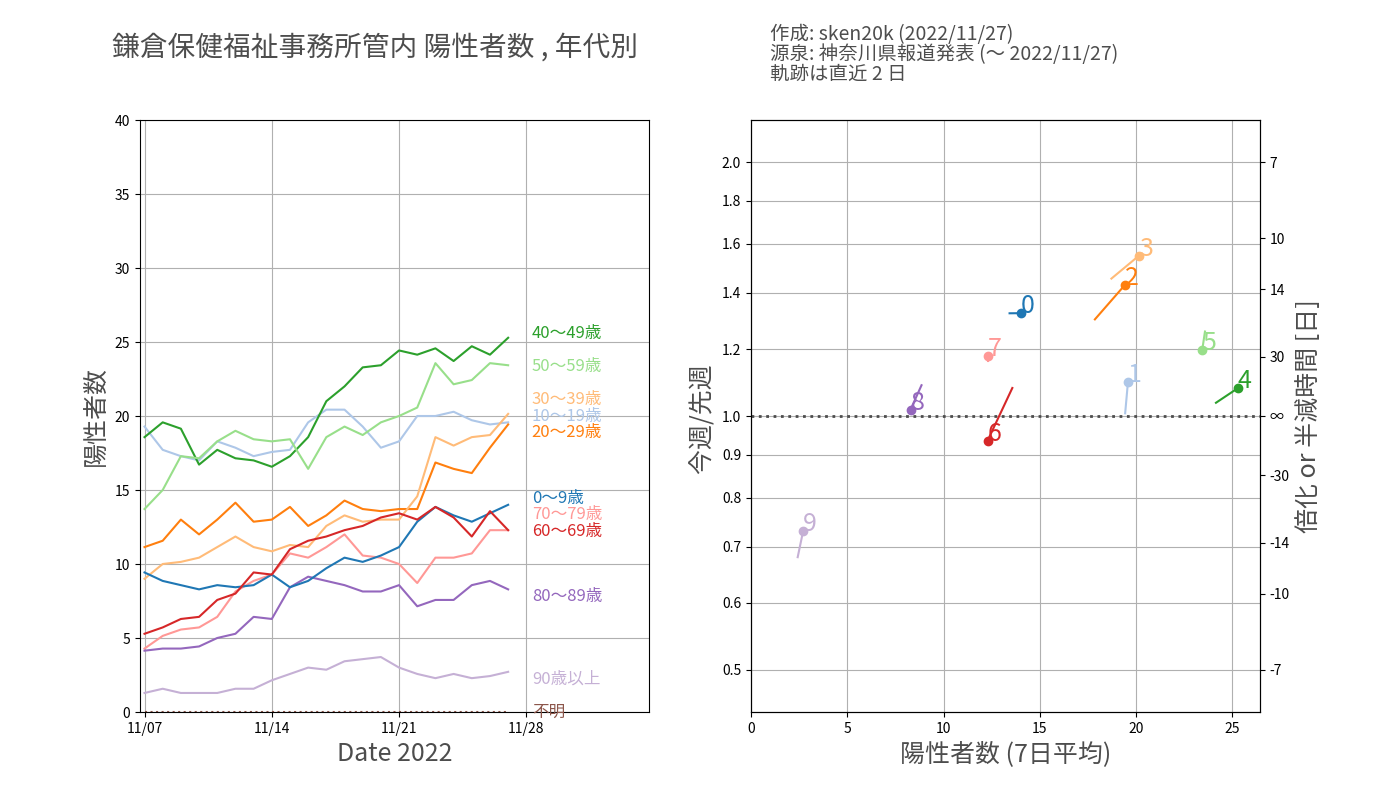 鎌倉保健福祉事務所管内 陽性者数 , 年代別
作成: sken20k (2022/11/27)
源泉: 神奈川県報道発表 (～ 2022/11/27)
軌跡は直近 2 日
陽性者数
40
35
30
25
20
15
10
5
0
11/07
11/14
11/21
11/28
Date 2022
40～49歳
50～59歳
30～39歳
10～19歳
20～29歳
0～9歳
70～79歳
60～69歳
80～89歳
90歳以上
不明
今週/先週
2.0
1.8
1.6
1.4
1.2
1.0
0.9
0.8
0.7
0.6
0.5
3
2
0
5
7
1
4
8
6
9
0
5
10
15
20
25
陽性者数 (7日平均)
7
10
14
30
∞
-30
-14
-10
-7
倍化 or 半減時間 [日]